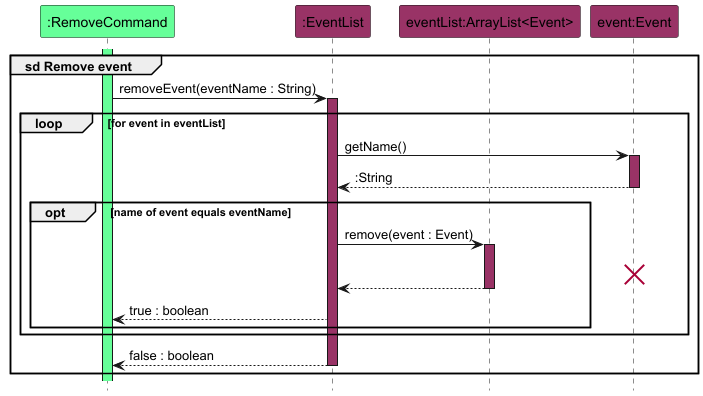 :RemoveCommand
:EventList
eventList:ArrayList<Event>
event:Event
sd Remove event
removeEvent(eventName : String)
loop
[for event in eventList]
getName()
:String
opt
[name of event equals eventName]
remove(event : Event)
true : boolean
false : boolean